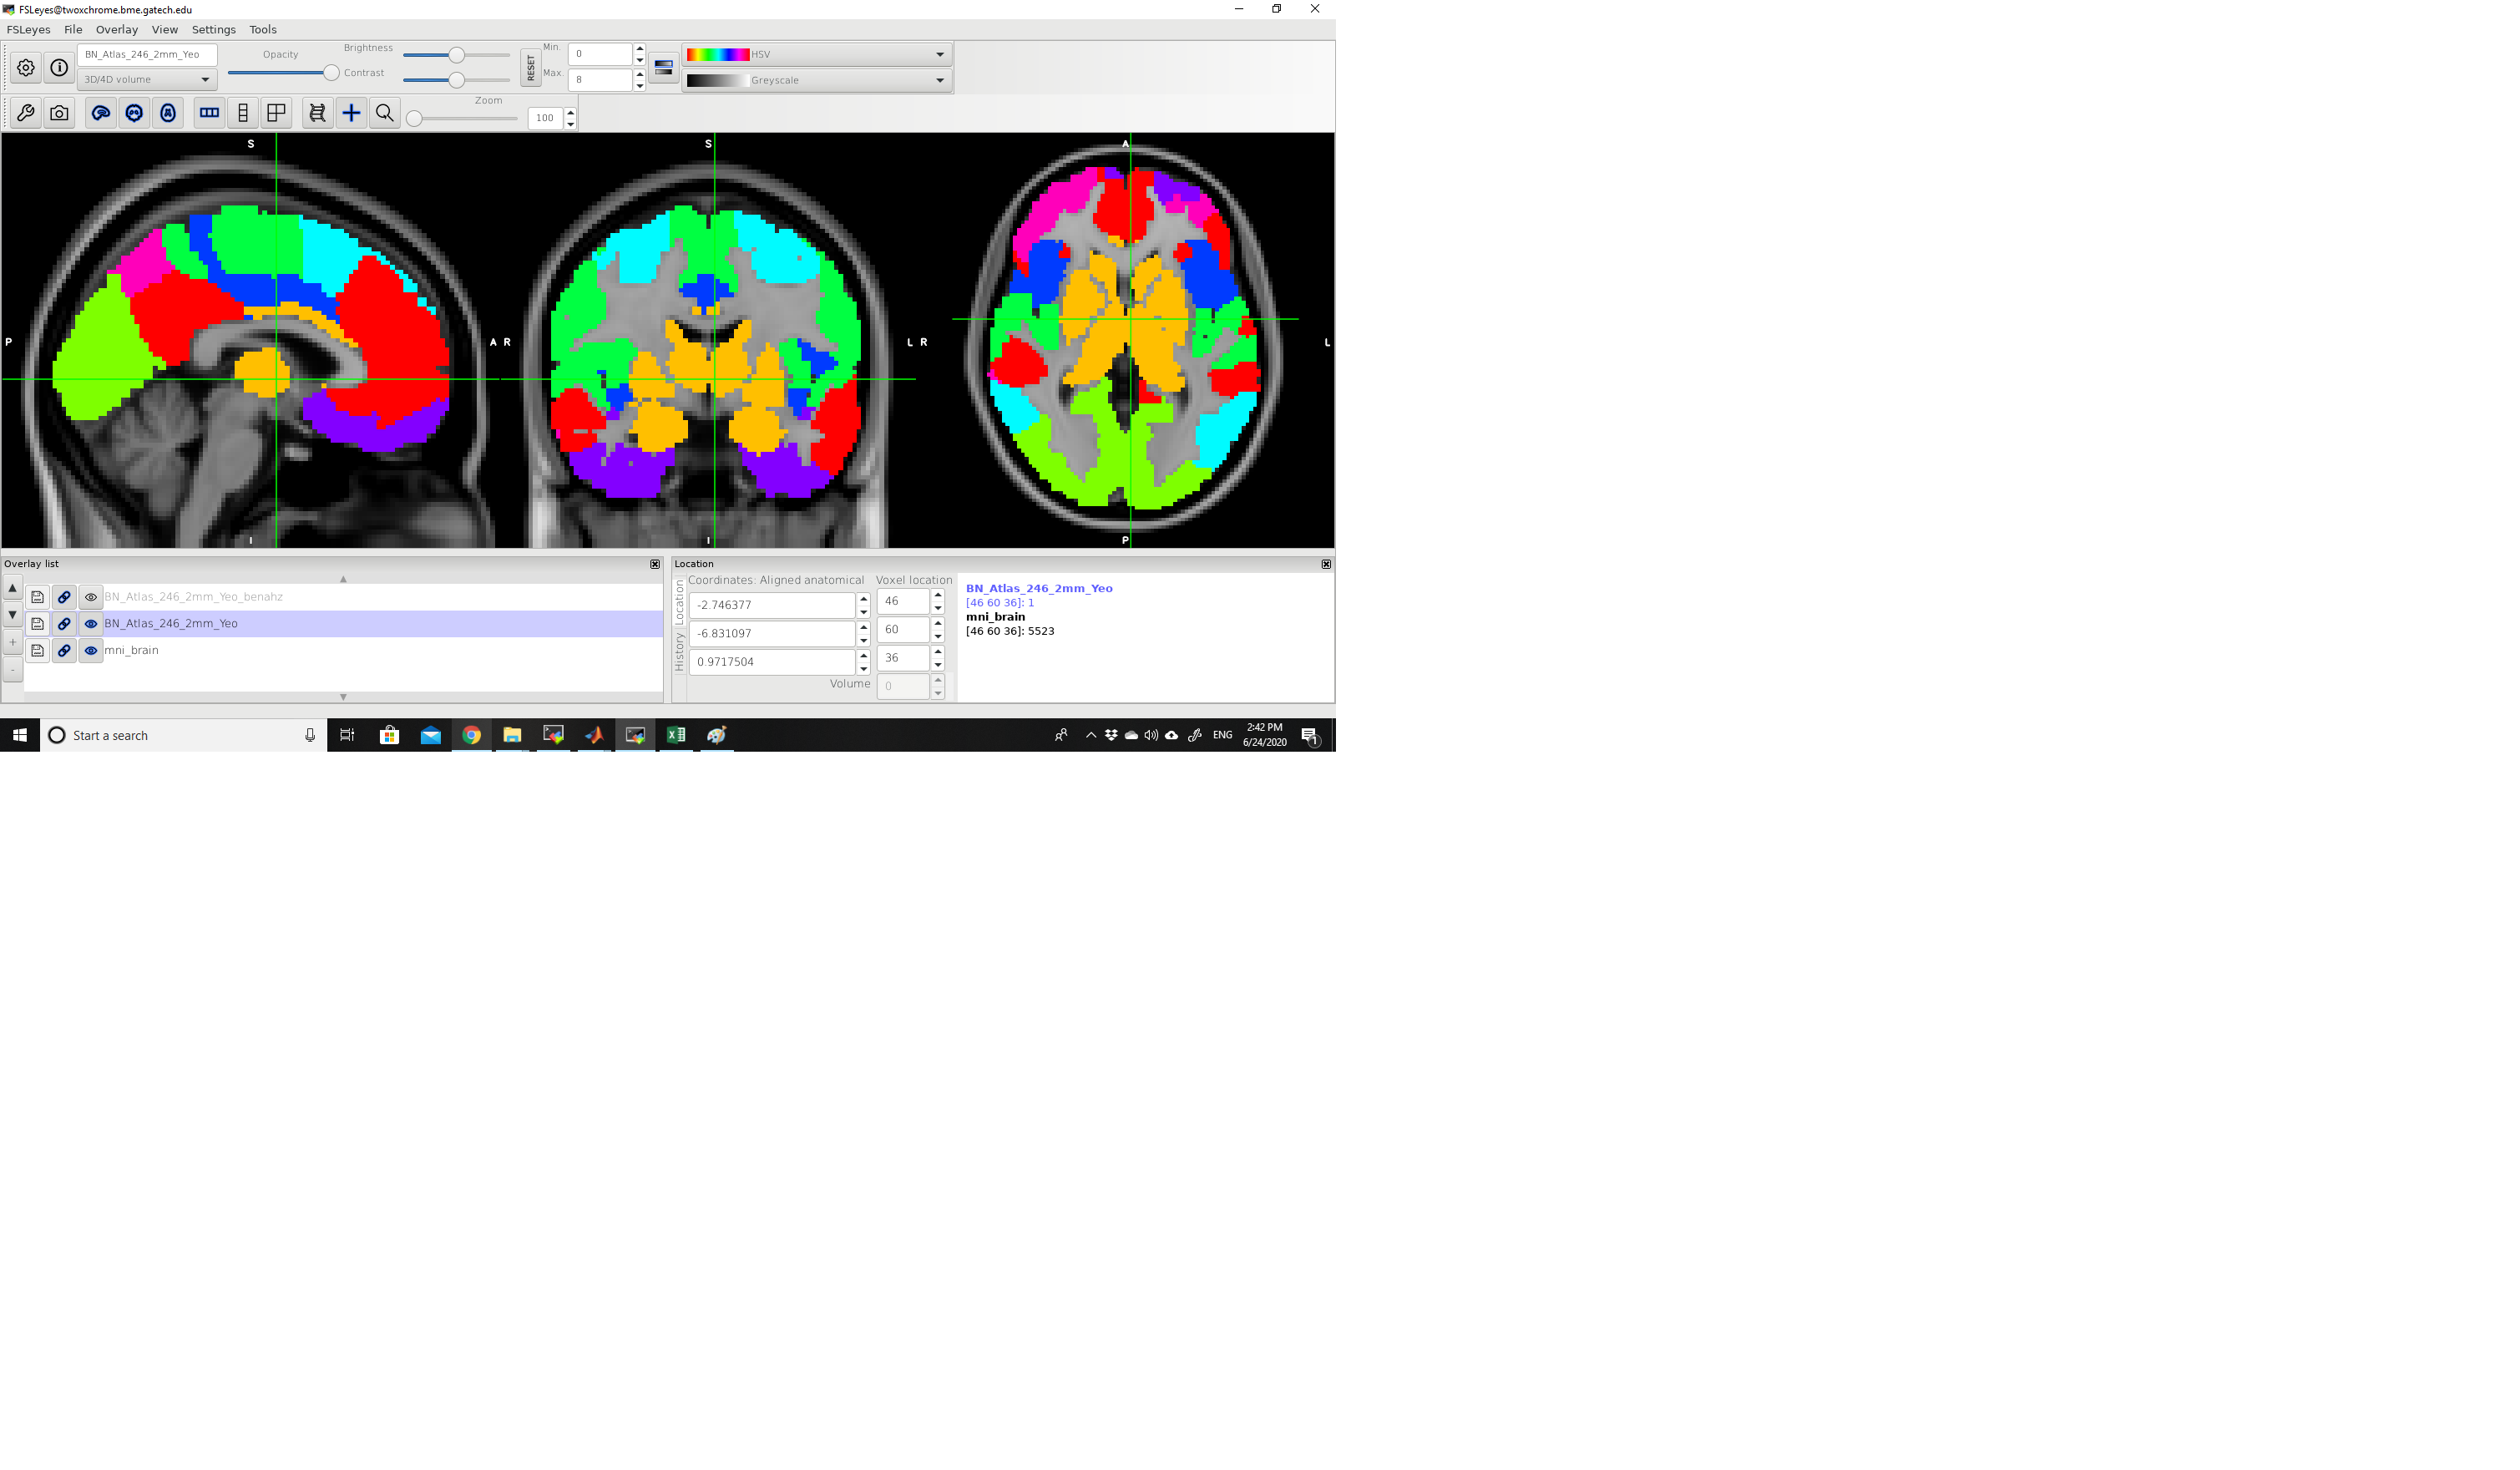 FSLeyes@twoxchrome.bme.gatech.edu
FSLeyes File Overlay View Settings Tools
BN_Atlas_246_2mm_Yeo
3D/4D volume
Opacity
Brightness
Contrast
RESET
Min. 0
Max. 8
HSV
Greyscale
Zoom
100
S S A
P A R L R L
I I P
Overlay list
BN_Atlas_246_2mm_Yeo_benahz
BN_Atlas_246_2mm_Yeo
mni_brain
Location
Location
History
Coordinates: Aligned anatomical Voxel location
-2.746377 46
-6.831097 60
0.9717504 36
Volume 0
BN_Atlas_246_2mm_Yeo
[46 60 36]: 1
mni_brain
[46 60 36]: 5523
Start a search
ENG
2:42 PM
6/24/2020
1